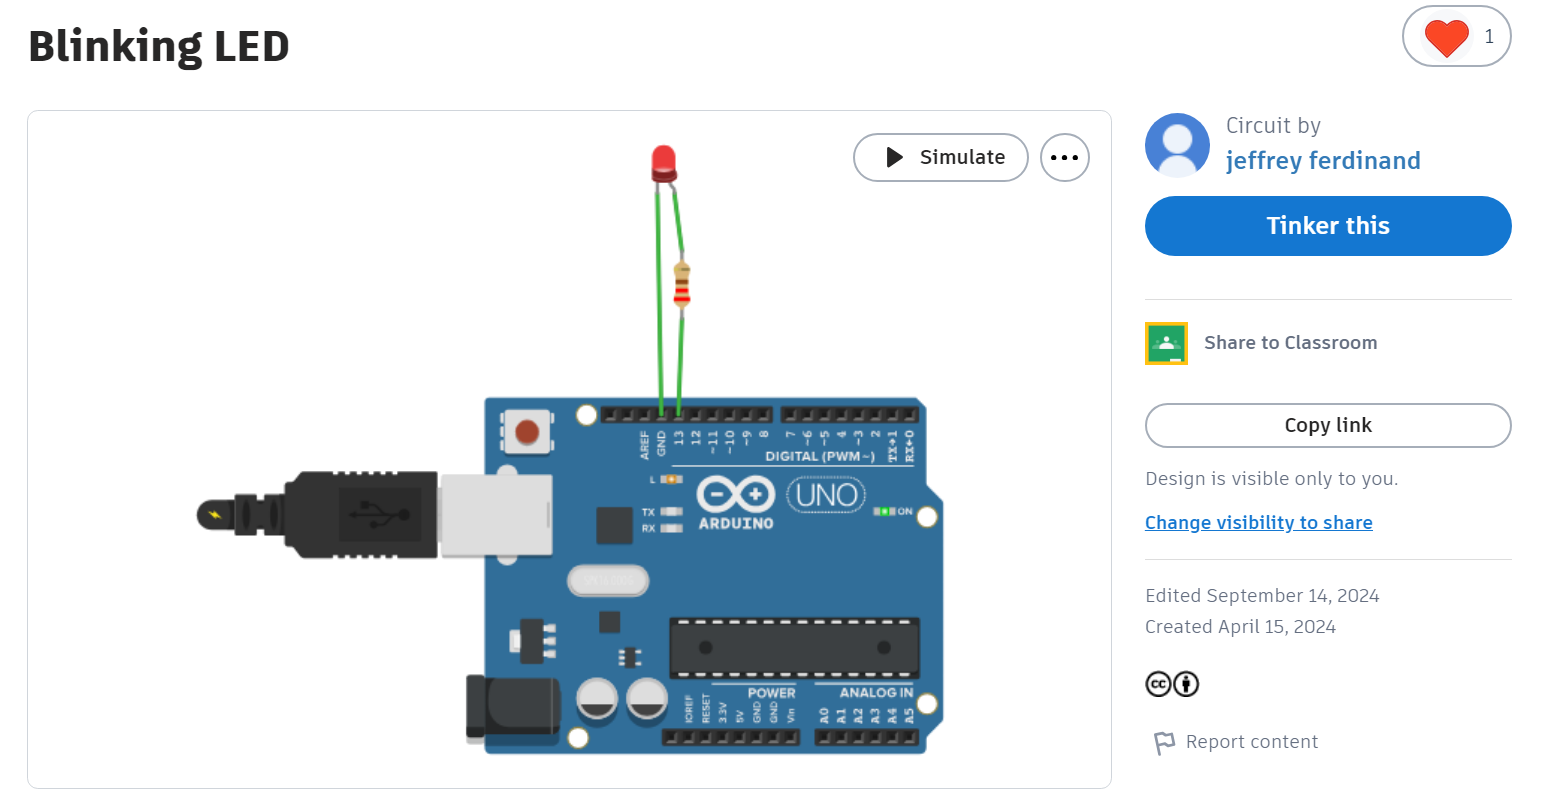 Blinking LED
1
Simulate
Circuit by
jeffrey ferdinand
Tinker this
Share to Classroom
Copy link
Design is visible only to you.
Change visibility to share
Edited September 14, 2024
Created April 15, 2024
cc
Report content
AREF
GND
13
12
~11
~10
~9
8
7
~6
~5
4
~3
2
TX→1
RX←0
DIGITAL (PWM~)
L
TX
RX
ARDUINO
UNO
ON
POWER
ANALOG IN
IOREF
RESET
3.3V
5V
GND
GND
Vin
A0
A1
A2
A3
A4
A5